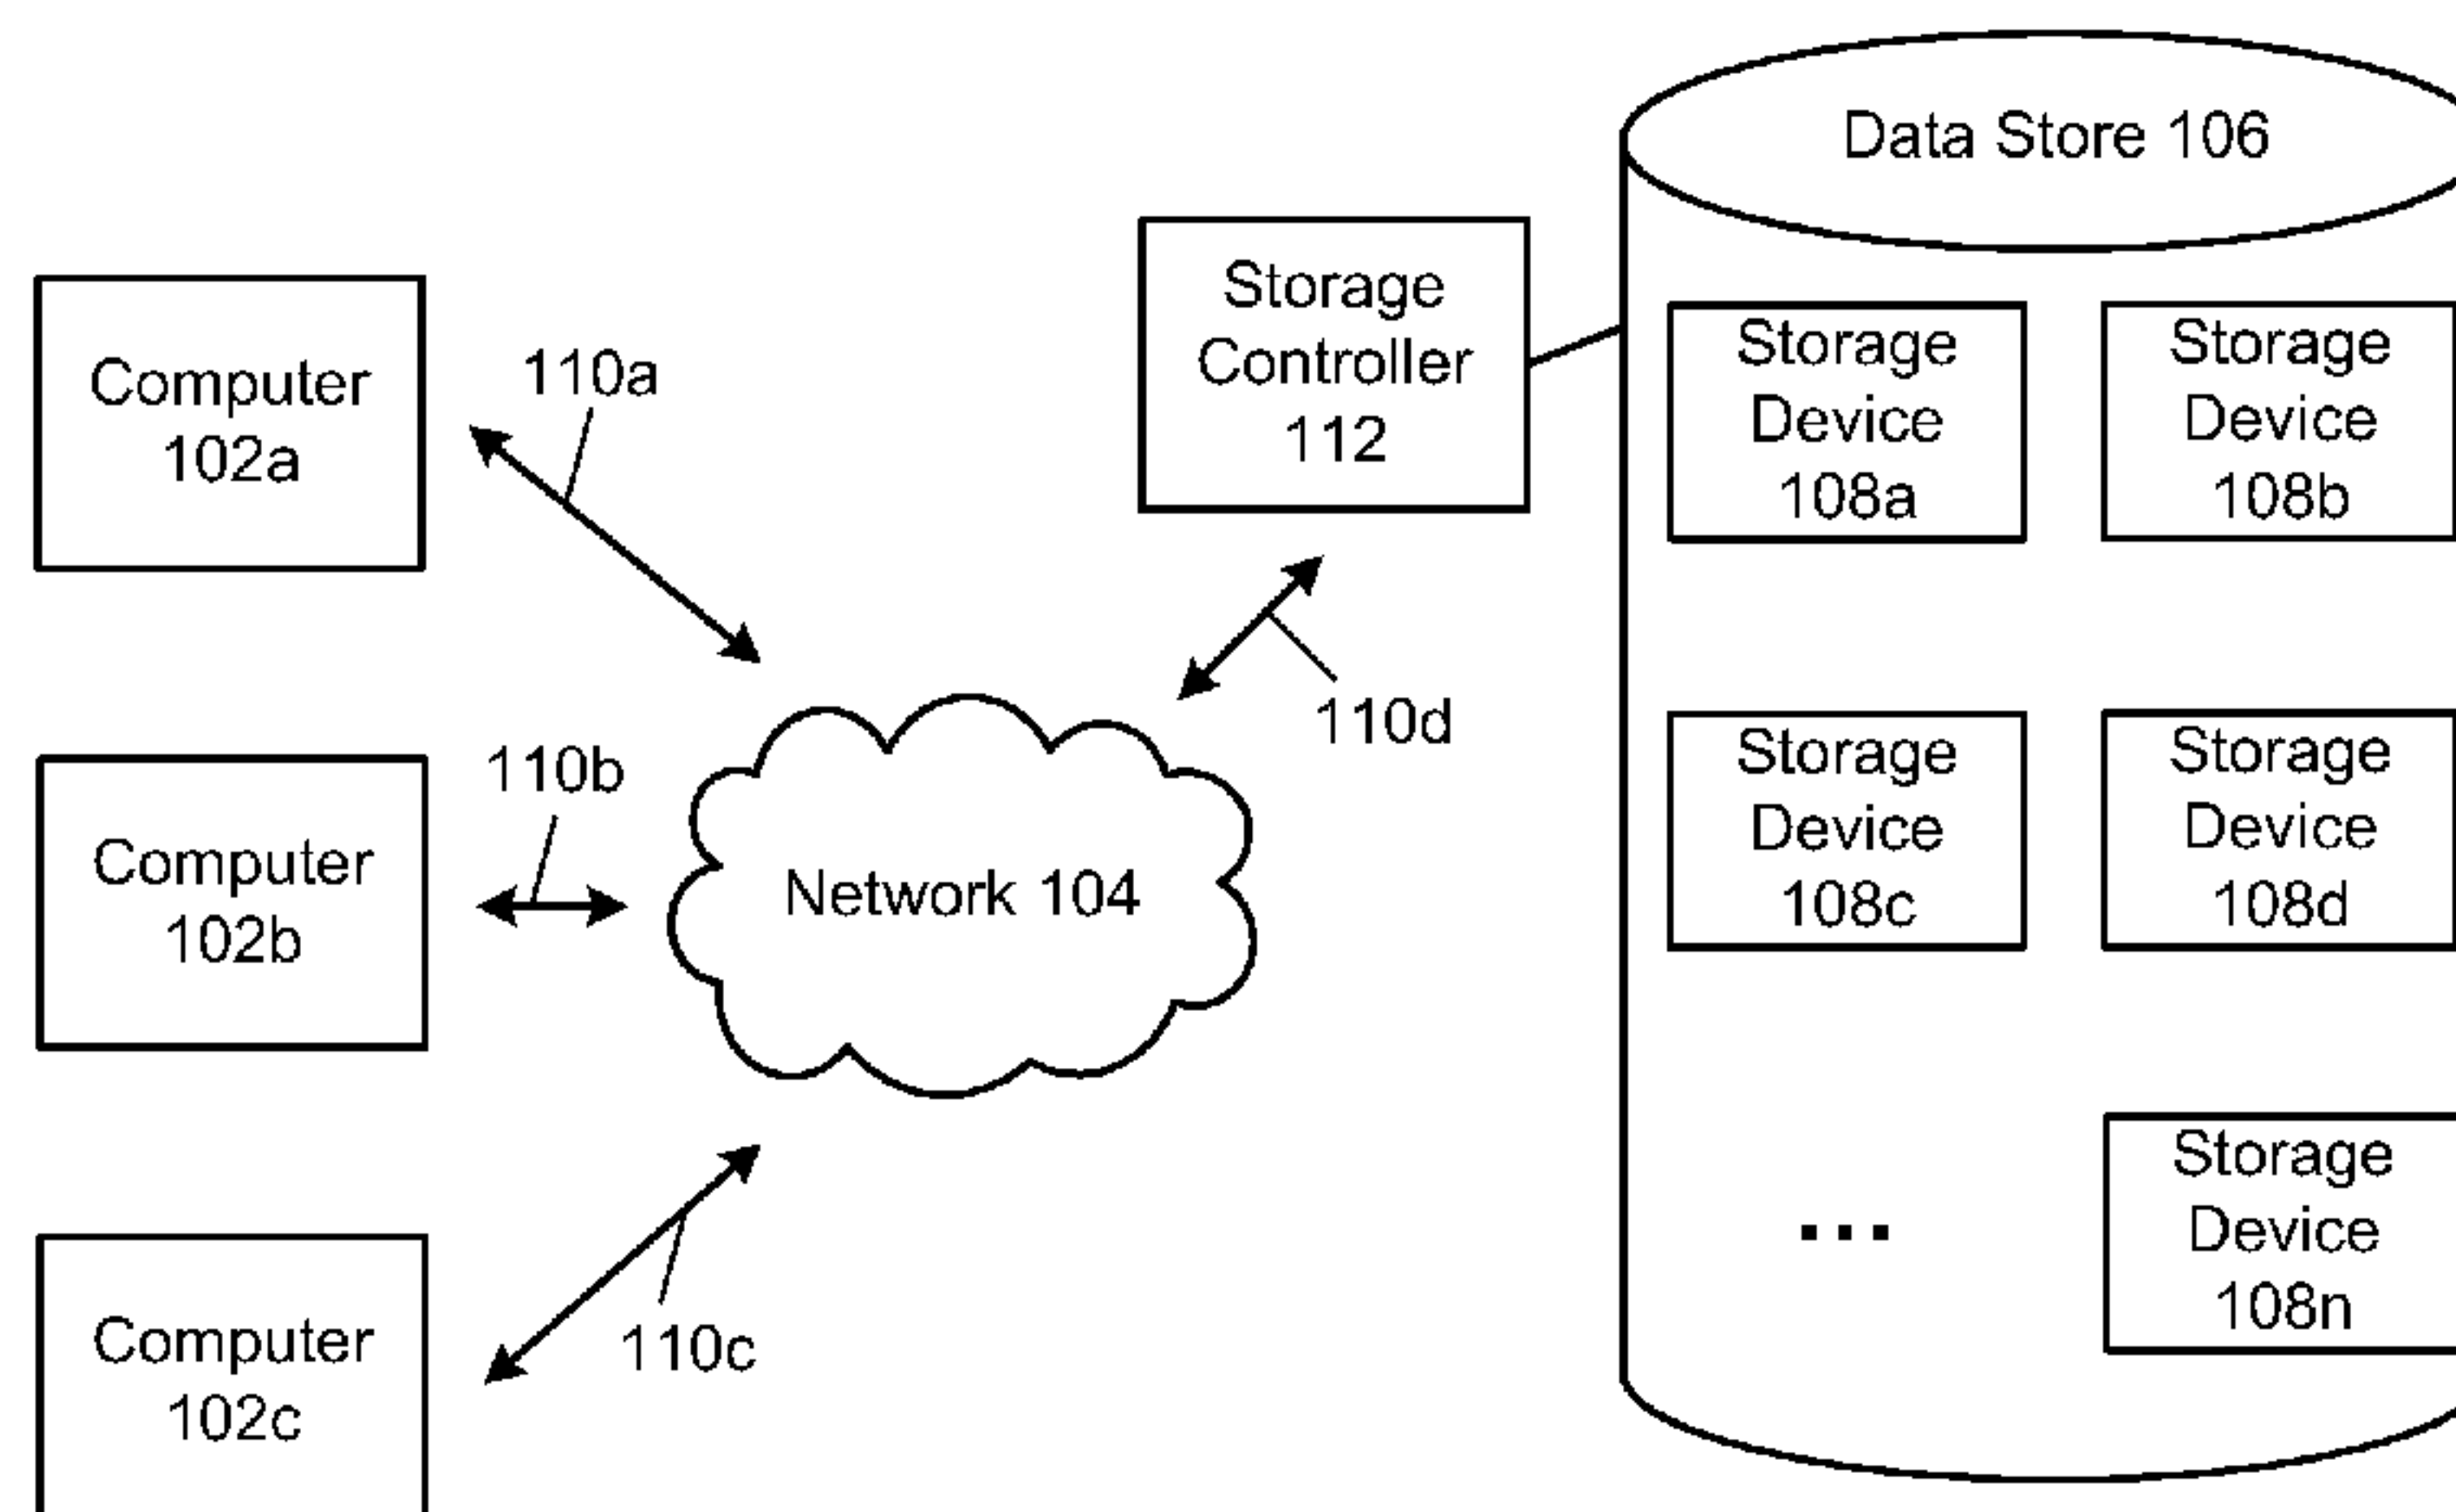 Data Store 106
Storage
Controller
112
Storage
Device
108a
Storage
Device
108b
Computer
102a
110a
110d
Storage
Device
108c
Storage
Device
108d
Computer
102b
110b
Network 104
Storage
Device
108n
...
Computer
102c
110c